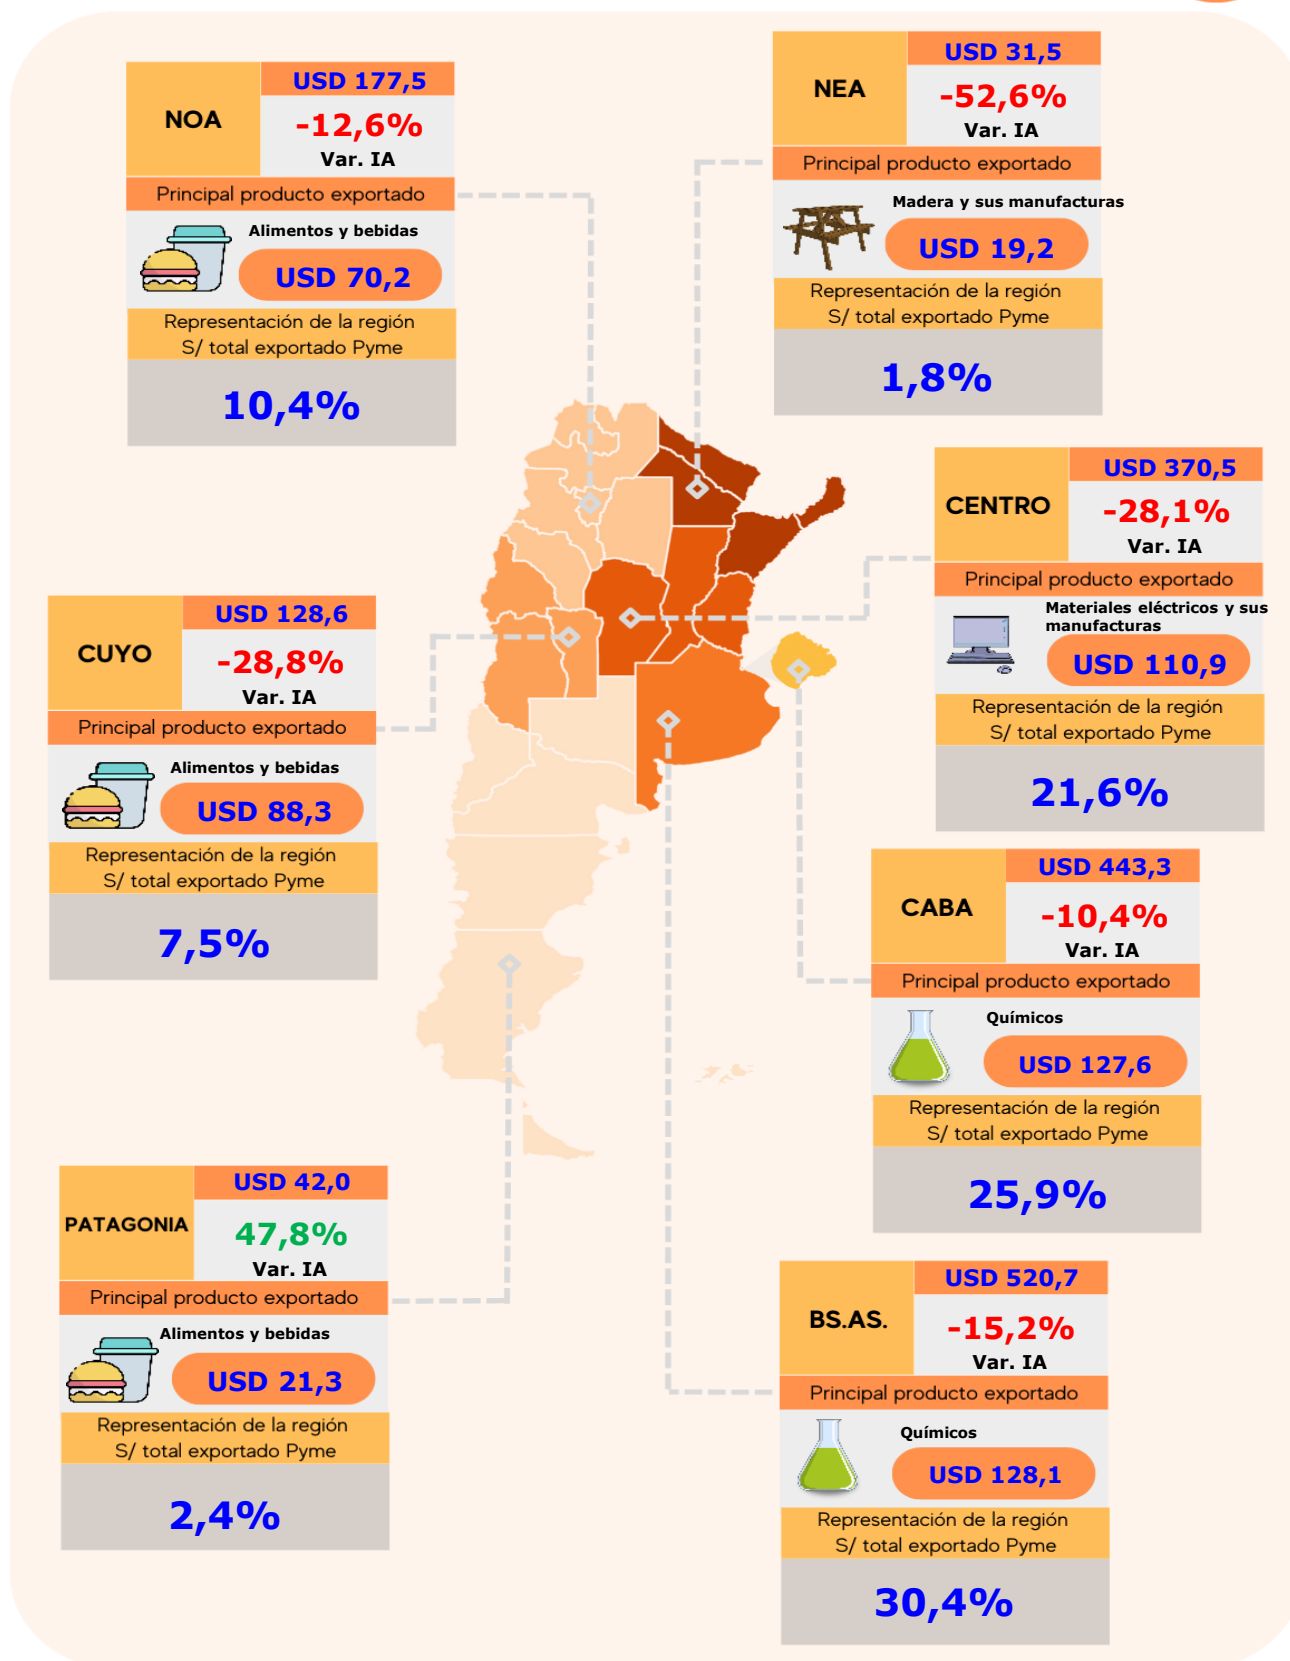 NOA
USD 177,5
-12,6%
Var. IA
Principal producto exportado
Alimentos y bebidas
USD 70,2
Representación de la región
S/ total exportado Pyme
10,4%
NEA
USD 31,5
-52,6%
Var. IA
Principal producto exportado
Madera y sus manufacturas
USD 19,2
Representación de la región
S/ total exportado Pyme
1,8%
CENTRO
USD 370,5
-28,1%
Var. IA
Principal producto exportado
Materiales eléctricos y sus
manufacturas
USD 110,9
Representación de la región
S/ total exportado Pyme
21,6%
CUYO
USD 128,6
-28,8%
Var. IA
Principal producto exportado
Alimentos y bebidas
USD 88,3
Representación de la región
S/ total exportado Pyme
7,5%
CABA
USD 443,3
-10,4%
Var. IA
Principal producto exportado
Químicos
USD 127,6
Representación de la región
S/ total exportado Pyme
25,9%
PATAGONIA
USD 42,0
47,8%
Var. IA
Principal producto exportado
Alimentos y bebidas
USD 21,3
Representación de la región
S/ total exportado Pyme
2,4%
BS.AS.
USD 520,7
-15,2%
Var. IA
Principal producto exportado
Químicos
USD 128,1
Representación de la región
S/ total exportado Pyme
30,4%